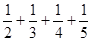 1/2 + 1/3 + 1/4 + 1/5